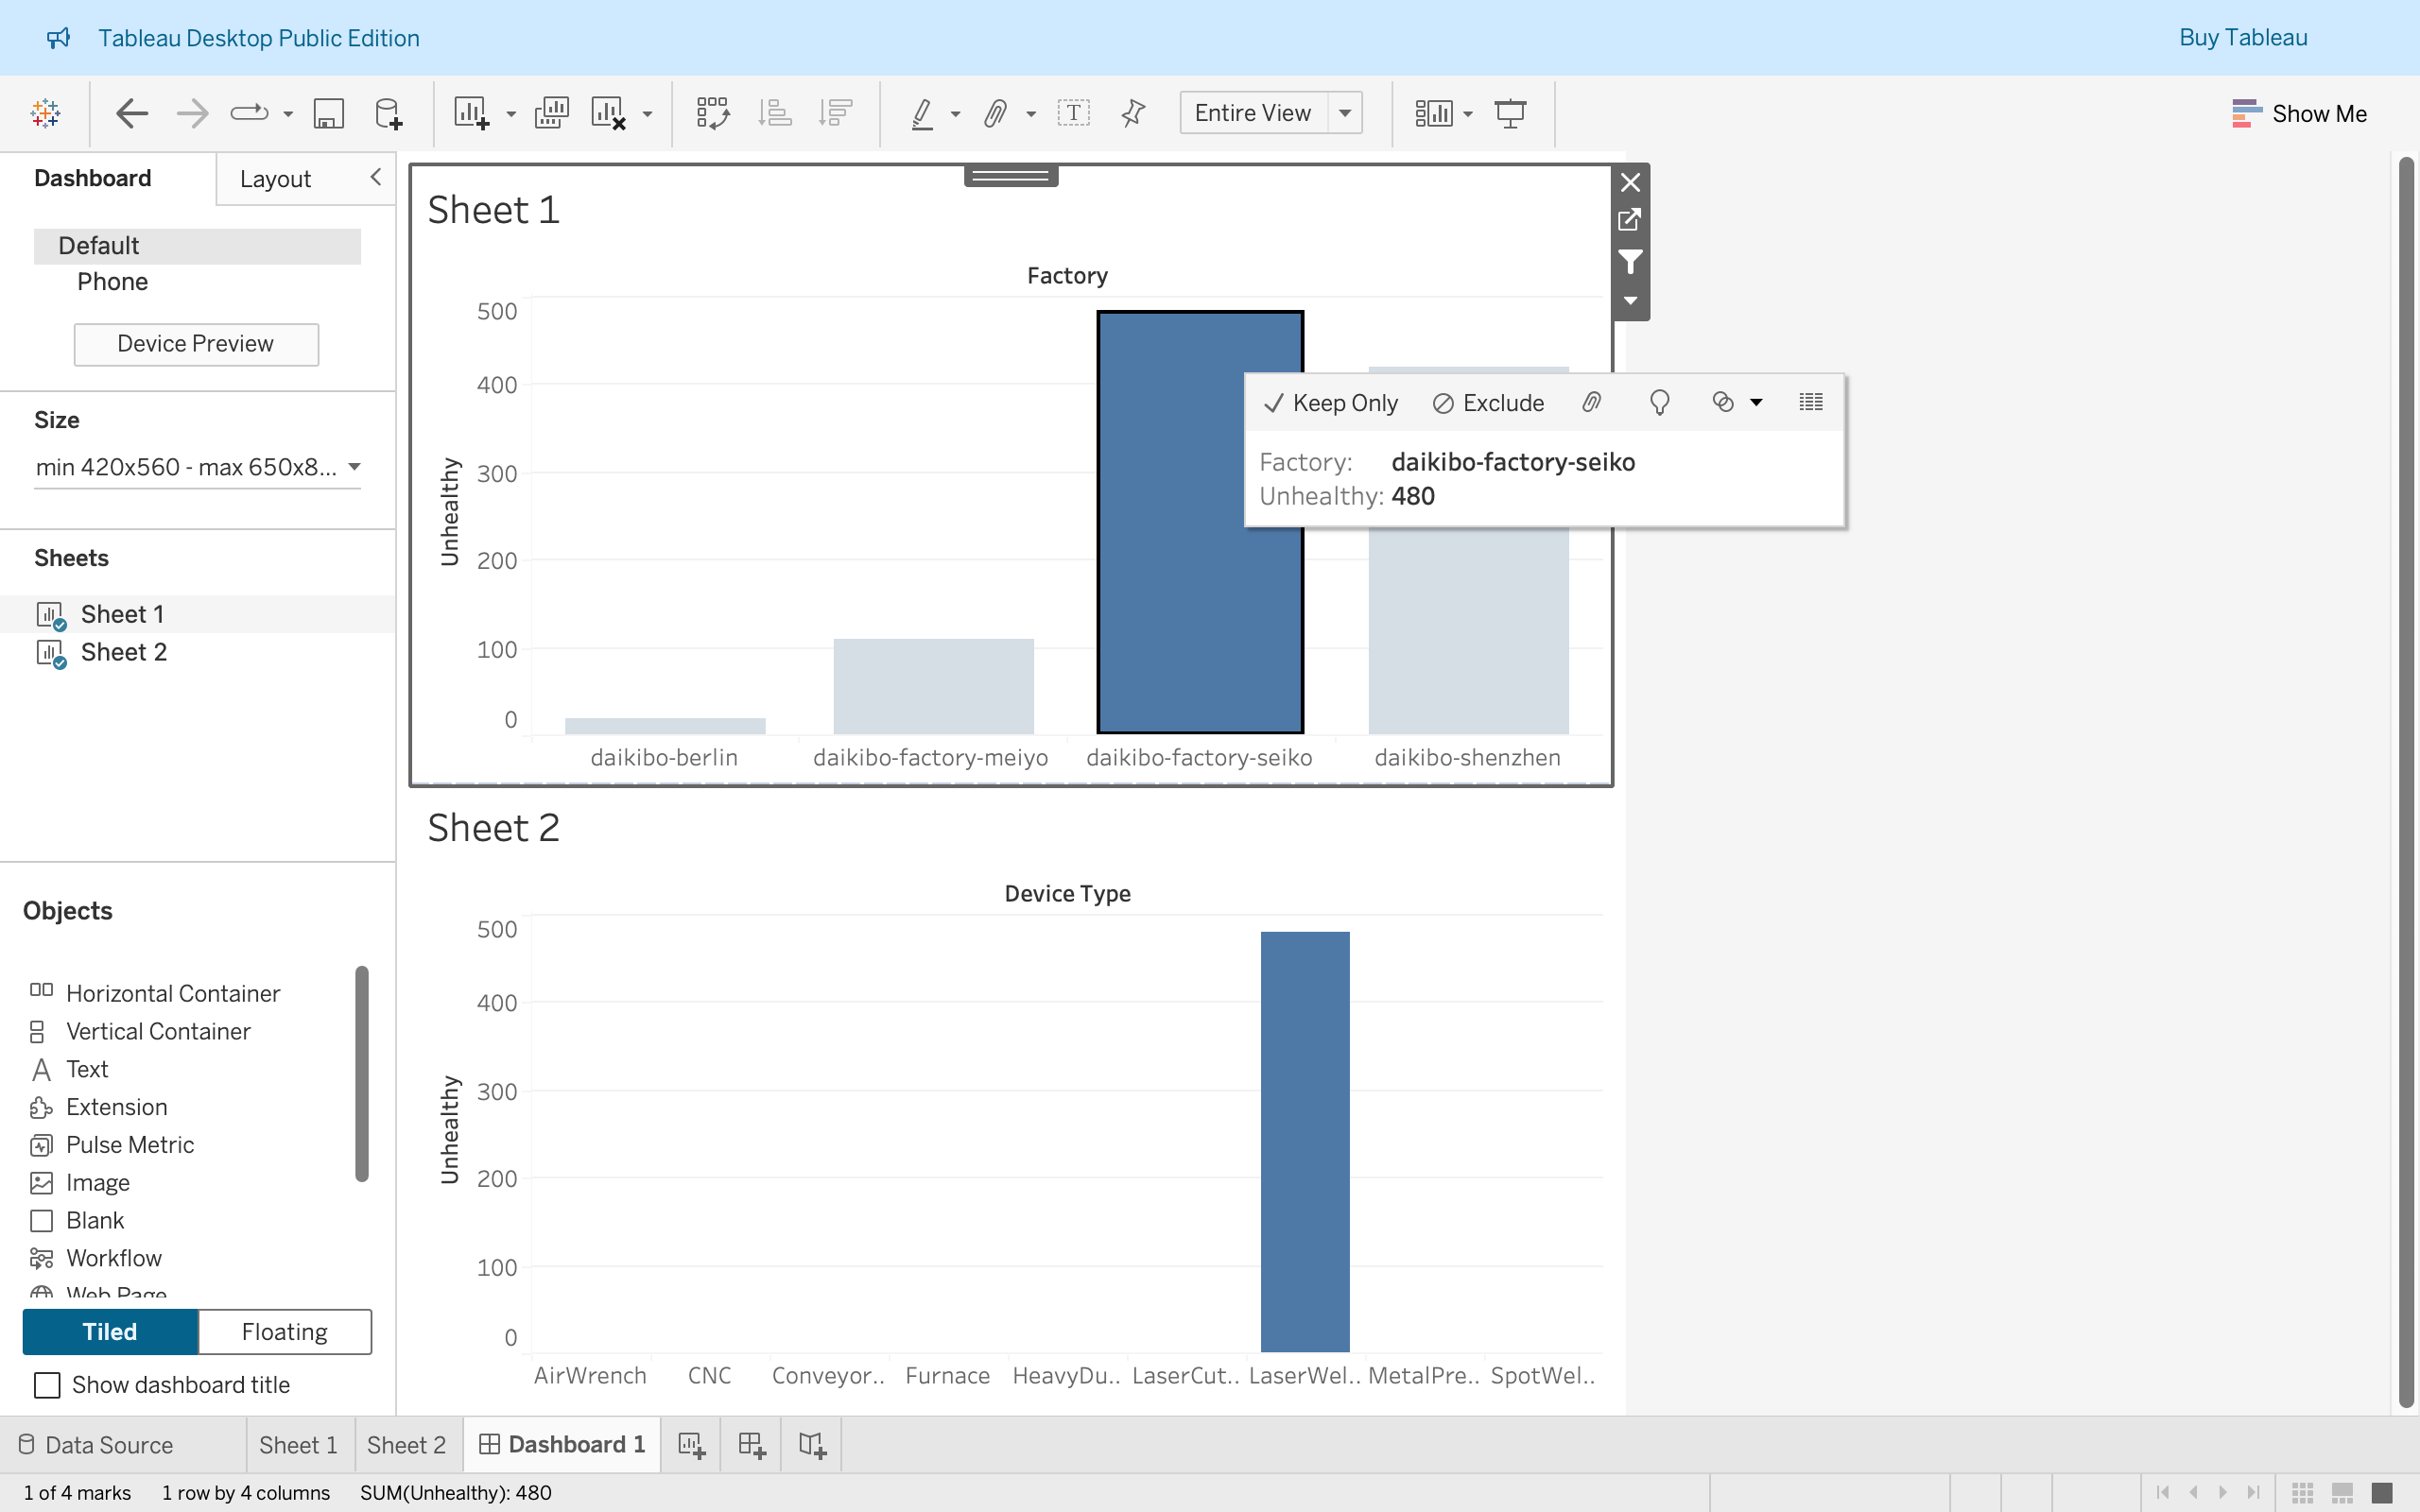 Tableau Desktop Public Edition
Buy Tableau
Entire View
Show Me
Dashboard
Layout
Default
Phone
Device Preview
Size
min 420x560 - max 650x8...
Sheets
Sheet 1
Sheet 2
Objects
Horizontal Container
Vertical Container
Text
Extension
Pulse Metric
Image
Blank
Workflow
Web Page
Tiled
Floating
Show dashboard title
Sheet 1
Factory
Unhealthy
500
400
300
200
100
0
daikibo-berlin
daikibo-factory-meiyo
daikibo-factory-seiko
daikibo-shenzhen
Keep Only
Exclude
Factory: daikibo-factory-seiko
Unhealthy: 480
Sheet 2
Device Type
Unhealthy
500
400
300
200
100
0
AirWrench
CNC
Conveyor..
Furnace
HeavyDu..
LaserCut..
LaserWel..
MetalPre..
SpotWel..
Data Source
Sheet 1
Sheet 2
Dashboard 1
1 of 4 marks
1 row by 4 columns
SUM(Unhealthy): 480